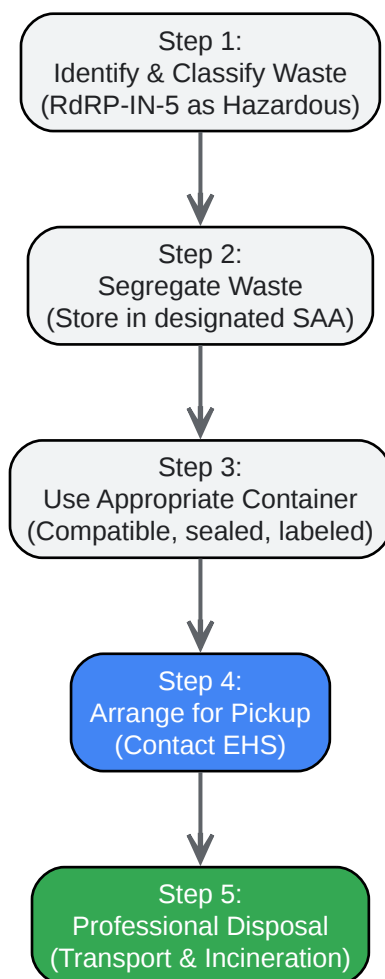 Step 1:
Identify & Classify Waste
(RdRP-IN-5 as Hazardous)
Step 2:
Segregate Waste
(Store in designated SAA)
Step 3:
Use Appropriate Container
(Compatible, sealed, labeled)
Step 4:
Arrange for Pickup
(Contact EHS)
Step 5:
Professional Disposal
(Transport & Incineration)